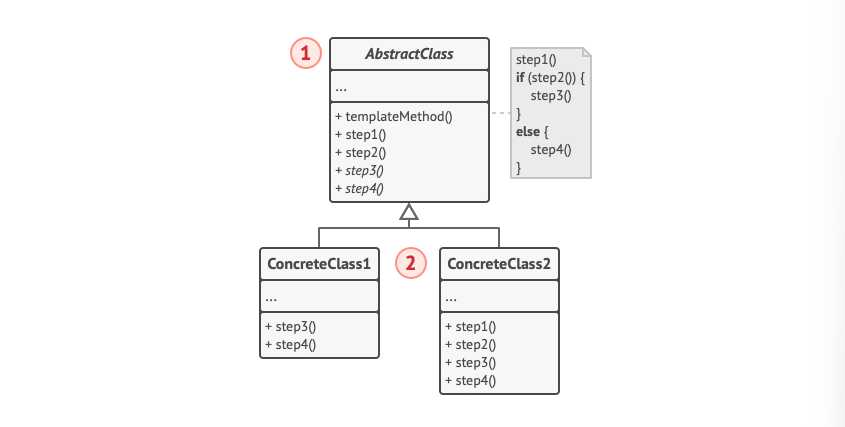 1
AbstractClass
...
+ templateMethod()
+ step1()
+ step2()
+ step3()
+ step4()
step1()
if (step2()) {
step3()
}
else {
step4()
}
ConcreteClass1
...
+ step3()
+ step4()
2
ConcreteClass2
...
+ step1()
+ step2()
+ step3()
+ step4()